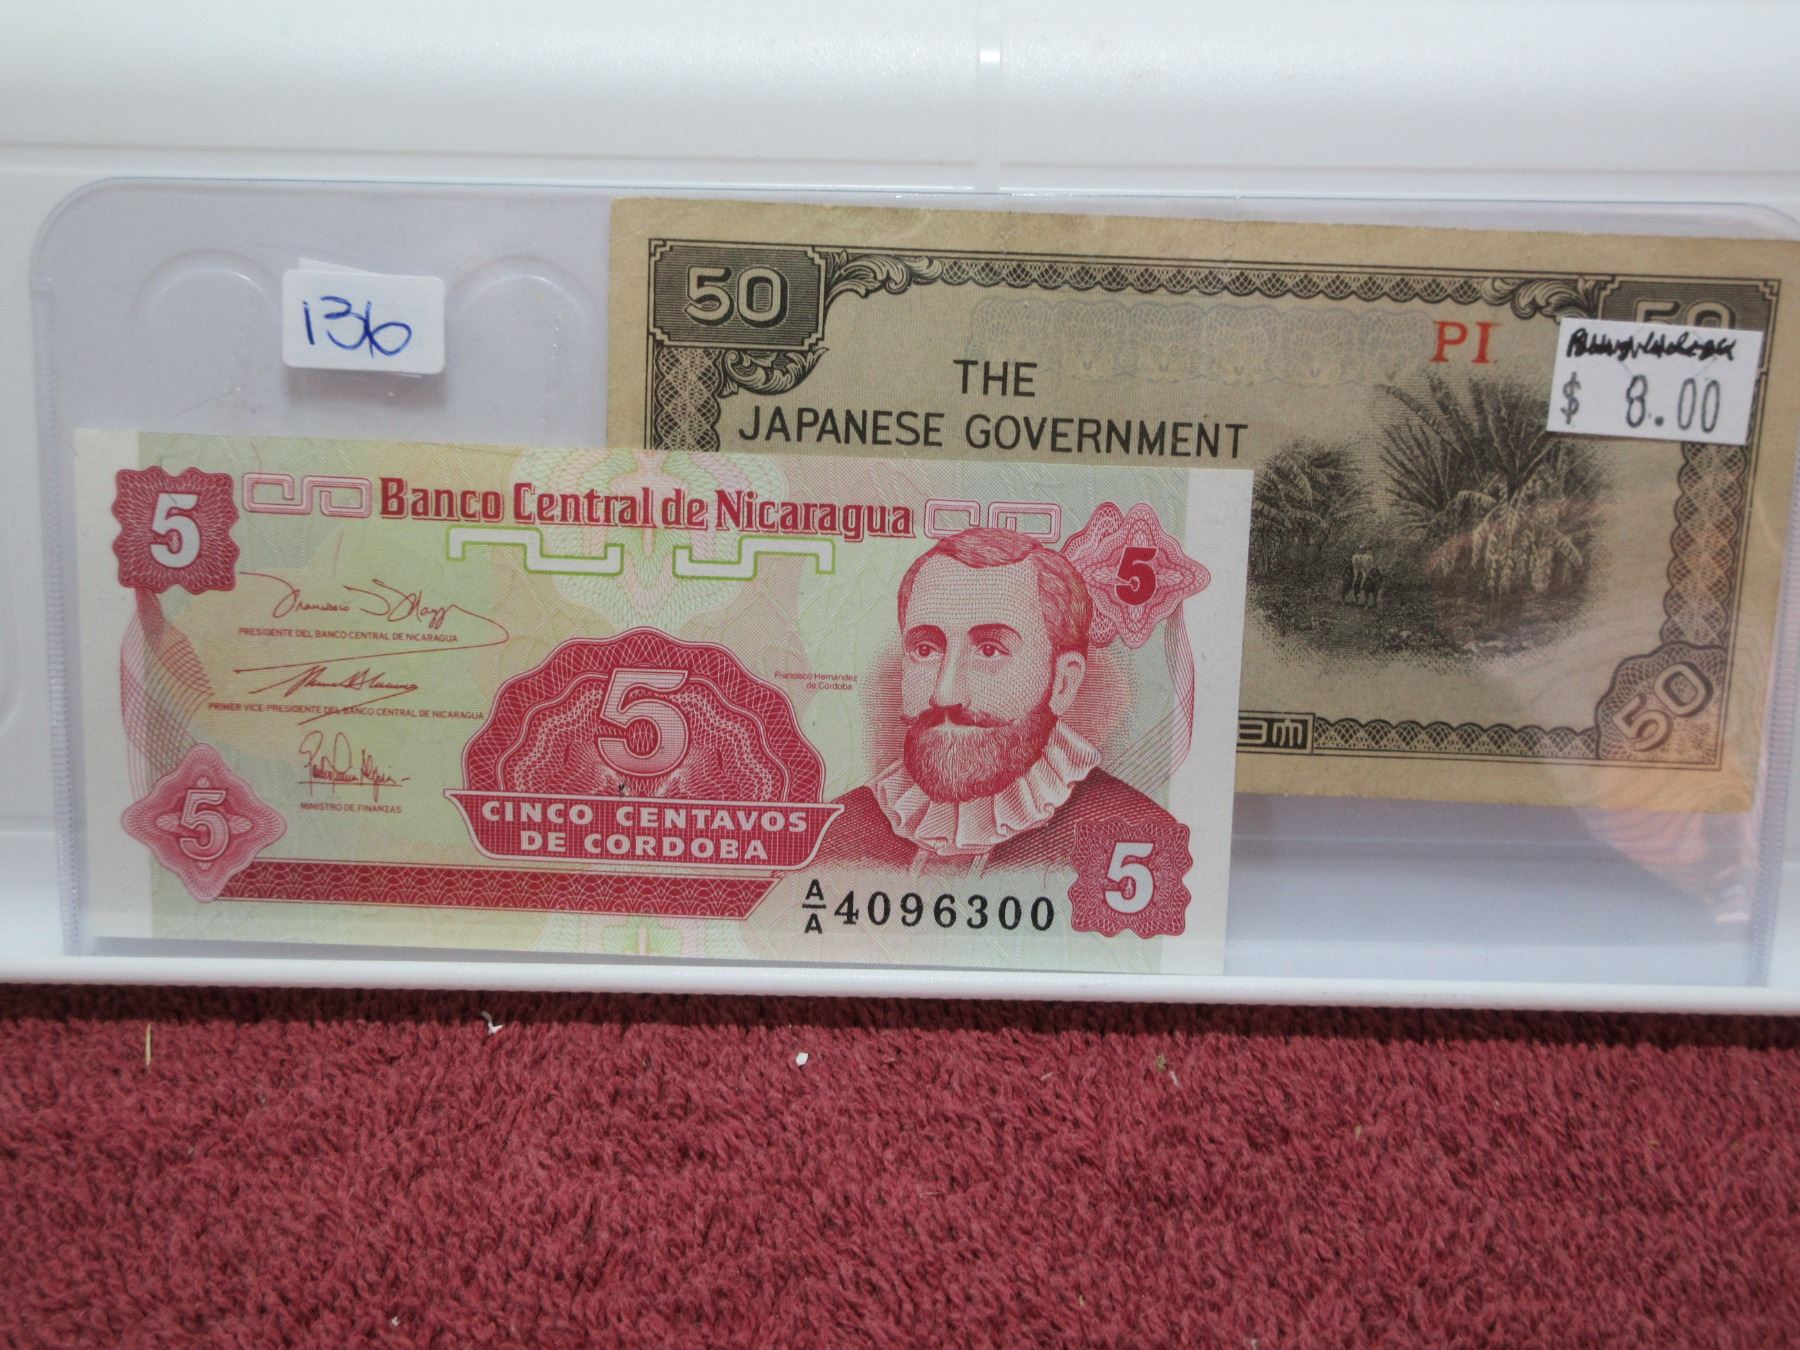 136
50
50
PI
$ 8.00
THE
JAPANESE GOVERNMENT
50
5
Banco Central de Nicaragua
5
PRESIDENTE DEL BANCO CENTRAL DE NICARAGUA
Francisco Hernández
de Córdoba
PRIMER VICE-PRESIDENTE DEL BANCO CENTRAL DE NICARAGUA
5
MINISTRO DE FINANZAS
5
CINCO CENTAVOS
DE CORDOBA
5
A/A 4096300